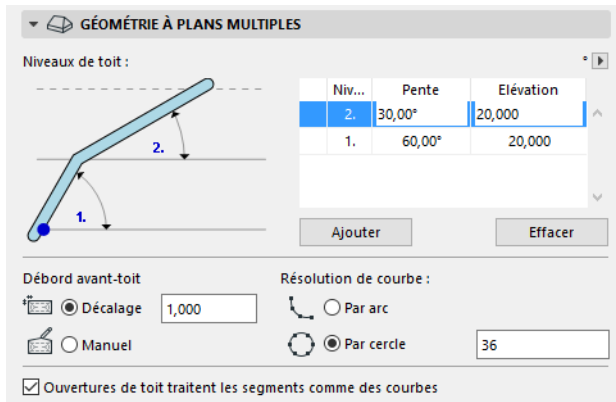 GÉOMÉTRIE À PLANS MULTIPLES
Niveaux de toit :
°
Niv... Pente Elévation
2. 30,00° 20,000
1. 60,00° 20,000
2.
1.
Ajouter Effacer
Débord avant-toit Résolution de courbe :
Décalage 1,000 Par arc
Manuel Par cercle 36
Ouvertures de toit traitent les segments comme des courbes